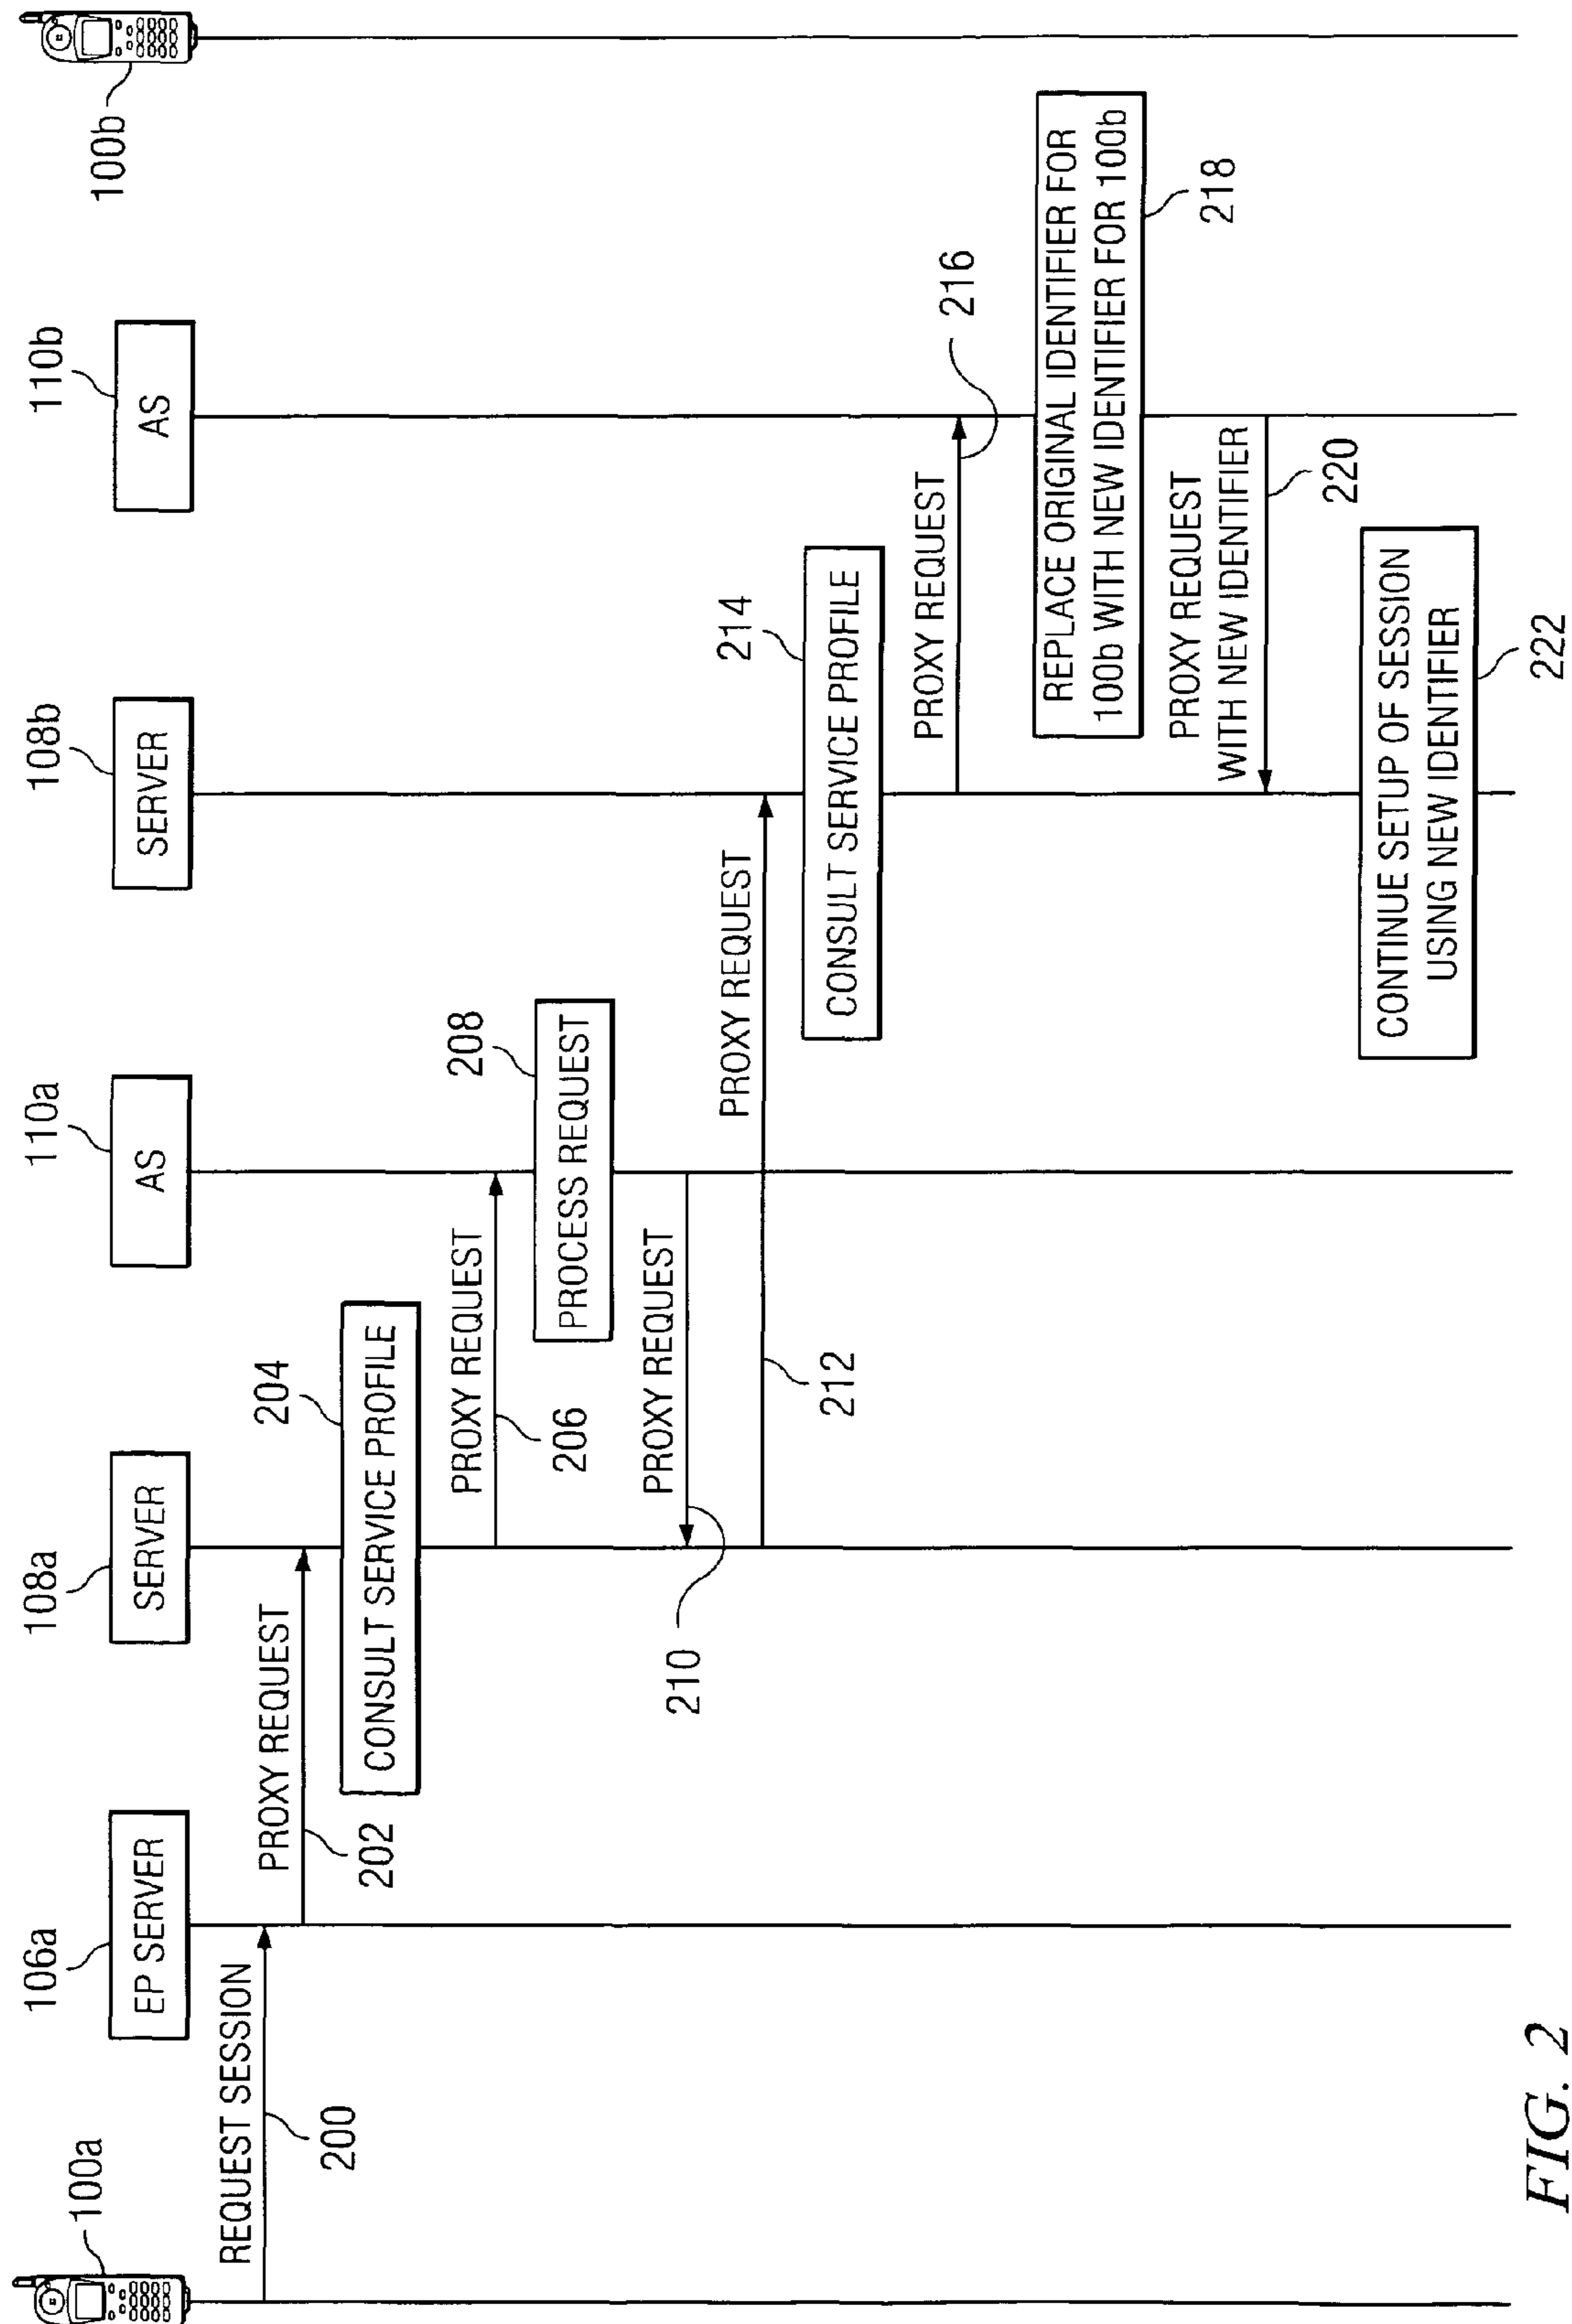 100a
106a
108a
110a
108b
110b
100b
EP SERVER
SERVER
AS
SERVER
AS
REQUEST SESSION
200
PROXY REQUEST
202
204
CONSULT SERVICE PROFILE
PROXY REQUEST
206
208
PROCESS REQUEST
PROXY REQUEST
210
PROXY REQUEST
212
214
CONSULT SERVICE PROFILE
PROXY REQUEST
216
REPLACE ORIGINAL IDENTIFIER FOR
100b WITH NEW IDENTIFIER FOR 100b
218
PROXY REQUEST
WITH NEW IDENTIFIER
220
CONTINUE SETUP OF SESSION
USING NEW IDENTIFIER
222
FIG. 2